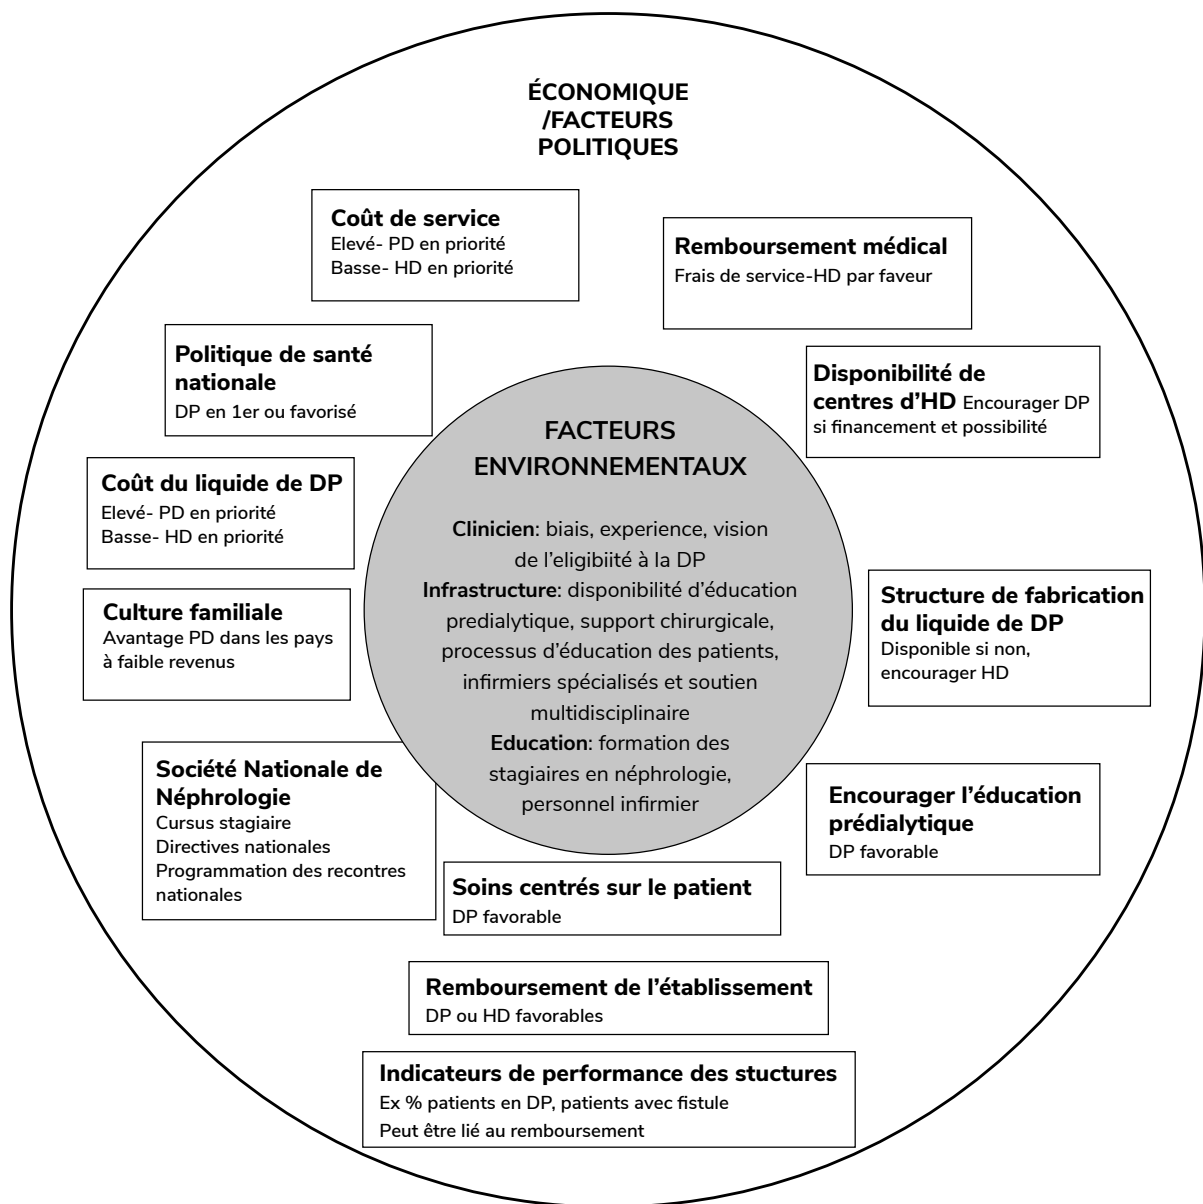 ÉCONOMIQUE
/FACTEURS
POLITIQUES
Coût de service
Elevé- PD en priorité
Basse- HD en priorité
Remboursement médical
Frais de service-HD par faveur
Politique de santé
nationale
DP en 1er ou favorisé
Disponibilité de
centres d'HD Encourager DP
si financement et possibilité
Coût du liquide de DP
Elevé- PD en priorité
Basse- HD en priorité
FACTEURS
ENVIRONNEMENTAUX
Clinicien: biais, experience, vision
de l'eligibiité à la DP
Infrastructure: disponibilité d'éducation
predialytique, support chirurgicale,
processus d'éducation des patients,
infirmiers spécialisés et soutien
multidisciplinaire
Education: formation des
stagiaires en néphrologie,
personnel infirmier
Culture familiale
Avantage PD dans les pays
à faible revenus
Structure de fabrication
du liquide de DP
Disponible si non,
encourager HD
Société Nationale de
Néphrologie
Cursus stagiaire
Directives nationales
Programmation des recontres
nationales
Encourager l'éducation
prédialytique
DP favorable
Soins centrés sur le patient
DP favorable
Remboursement de l'établissement
DP ou HD favorables
Indicateurs de performance des stuctures
Ex % patients en DP, patients avec fistule
Peut être lié au remboursement